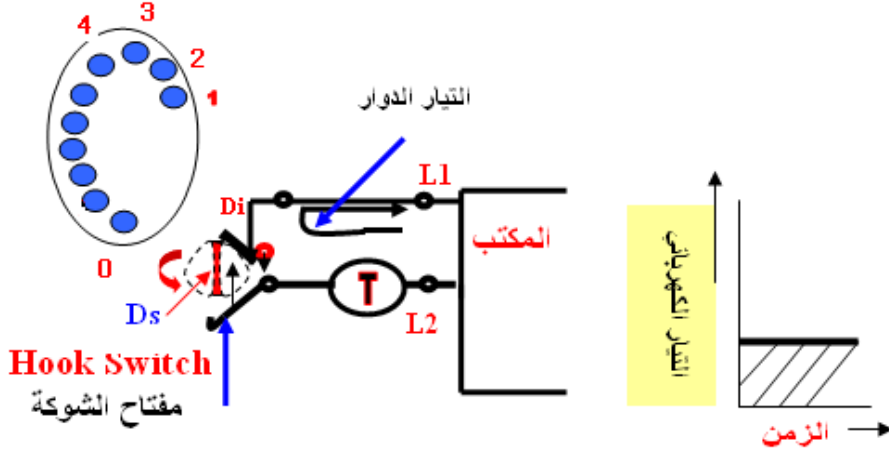 3
4
2
1
0
التيار الدوار
L1
Di
المكتب
T
L2
Ds
Hook Switch
مفتاح الشوكة
التيار الكهربائي
الزمن